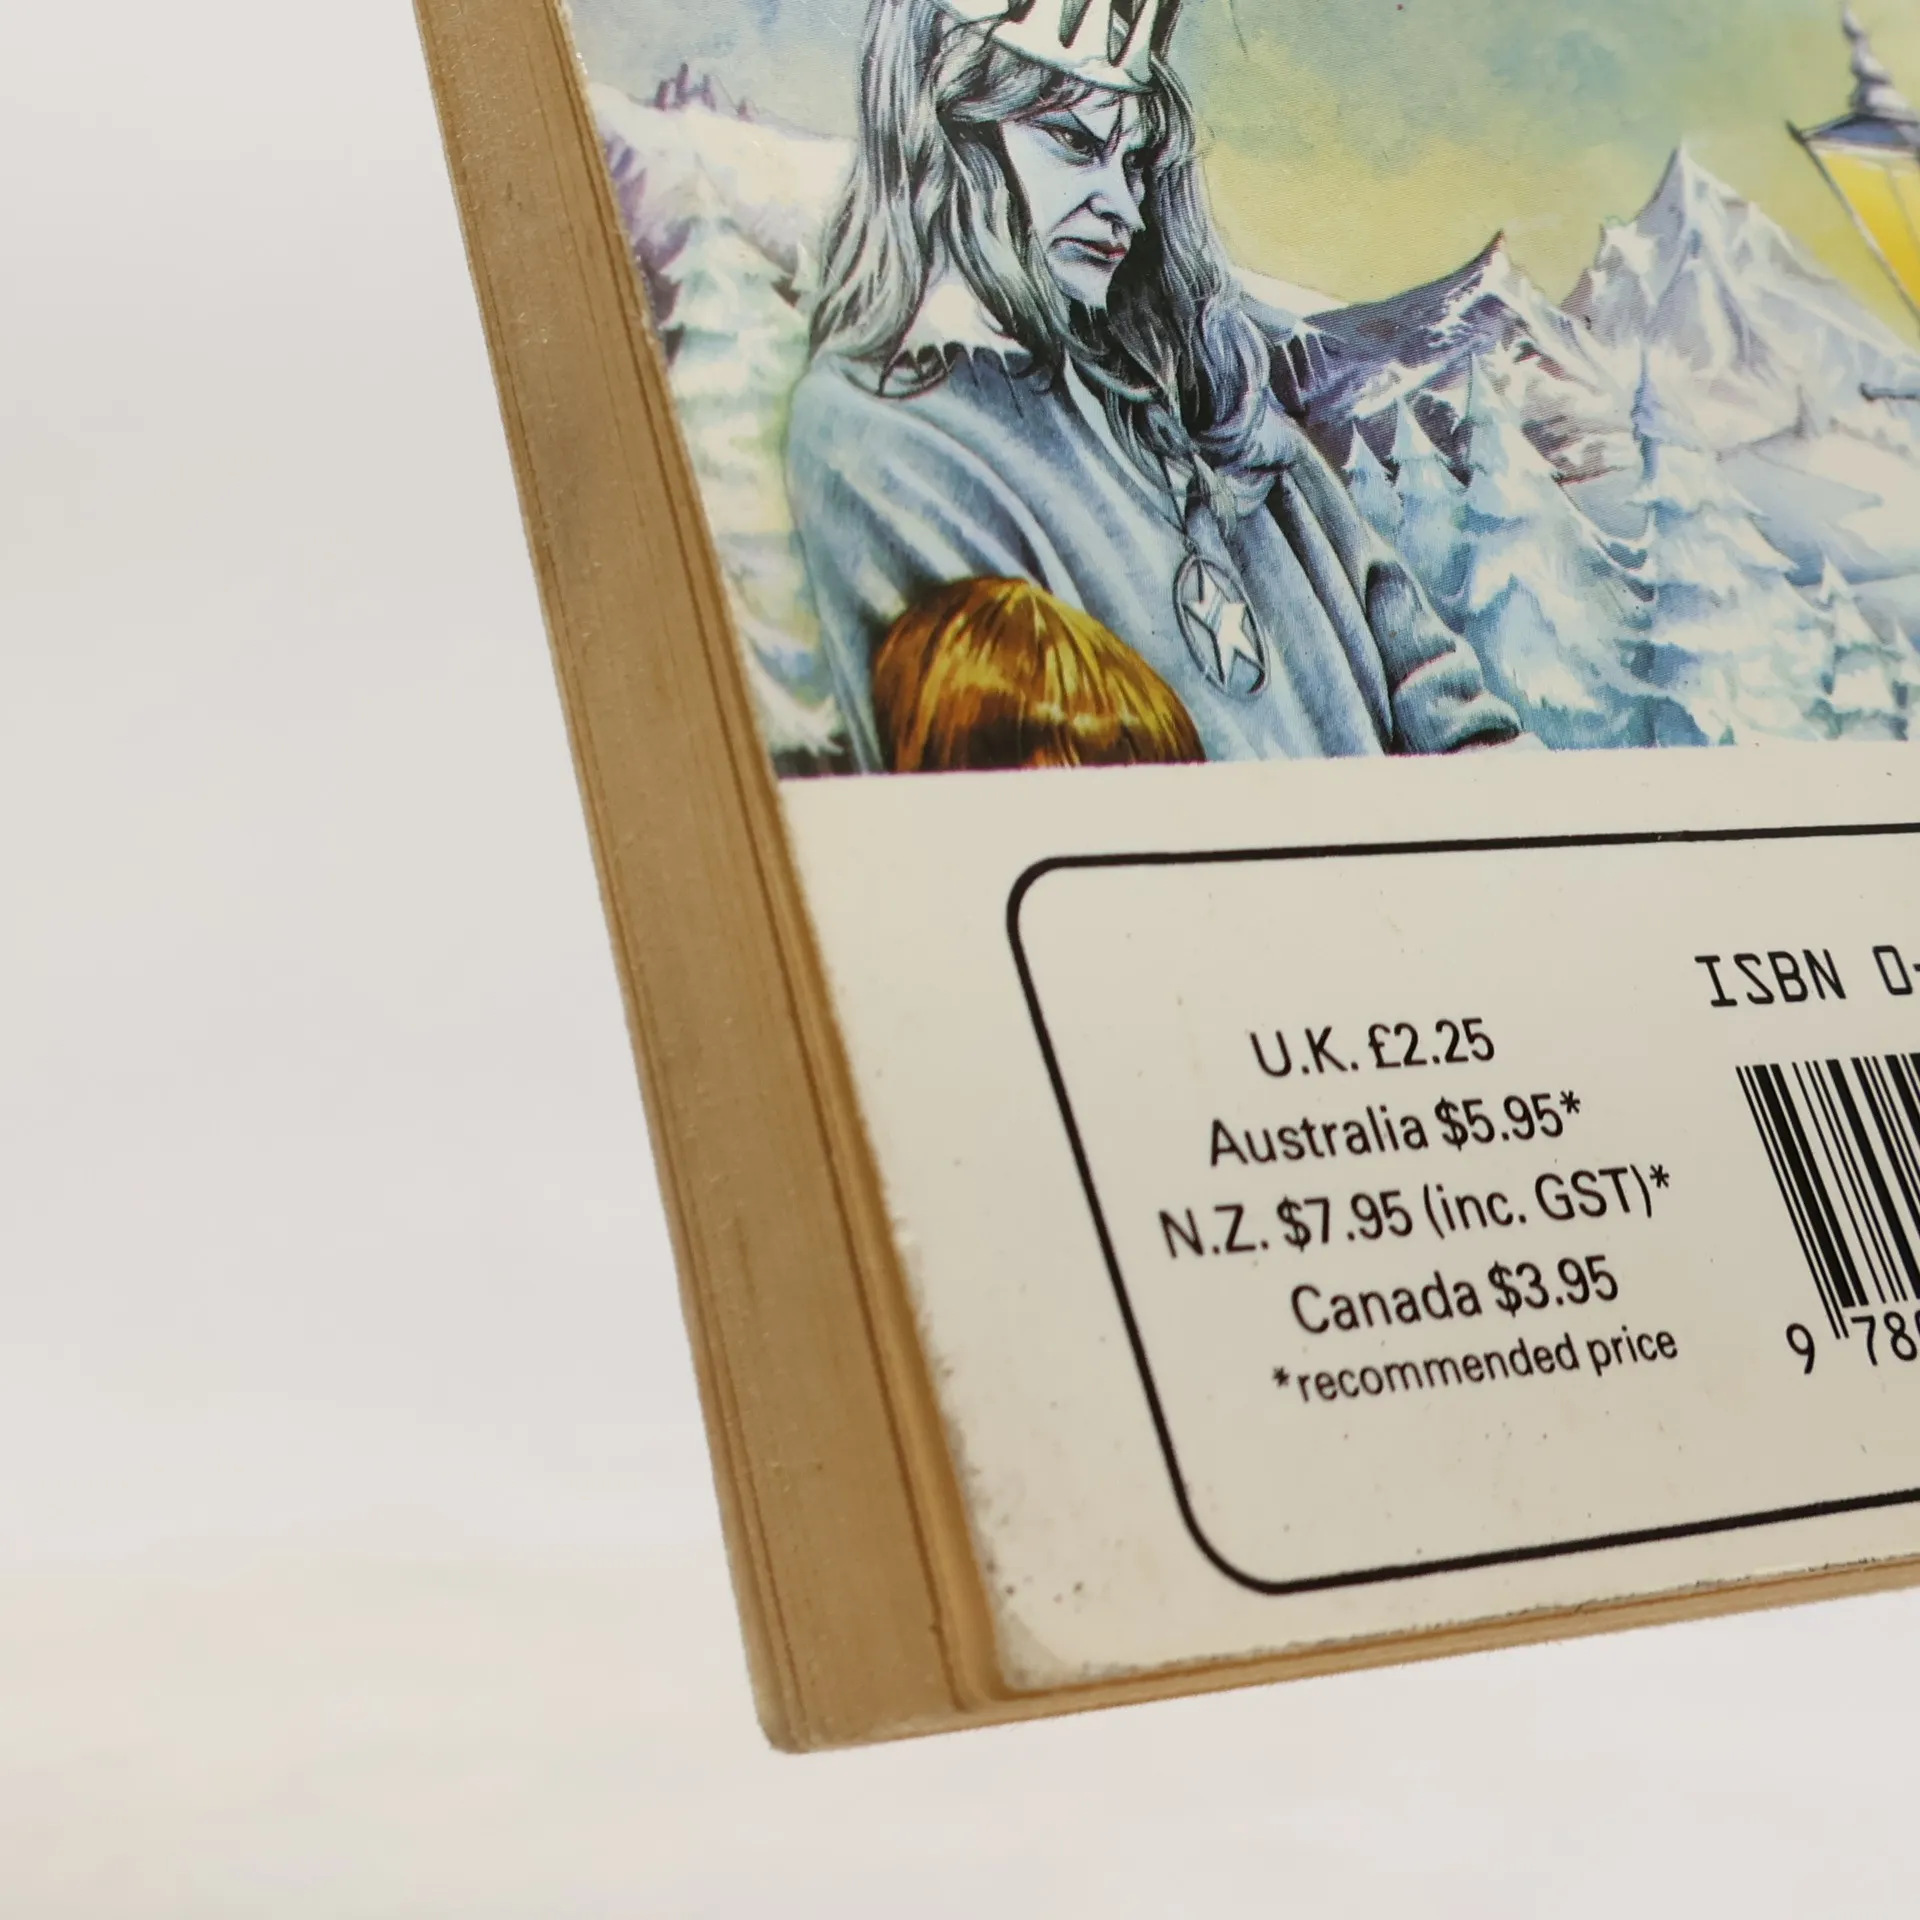 ISBN 0-
U.K. £2.25
Australia $5.95*
N.Z. $7.95 (inc. GST)*
Canada $3.95
*recommended price
9 78